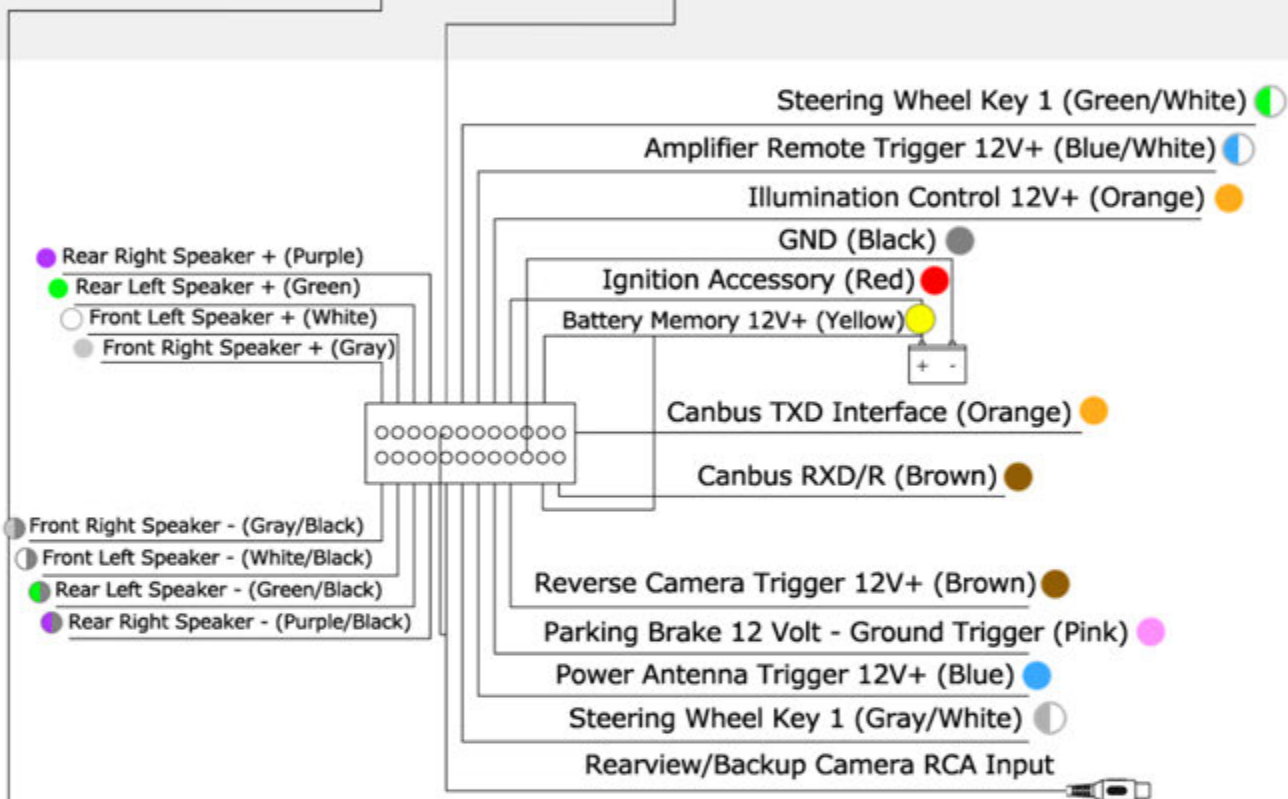 Steering Wheel Key 1 (Green/White)
Amplifier Remote Trigger 12V+ (Blue/White)
Illumination Control 12V+ (Orange)
GND (Black)
Ignition Accessory (Red)
Battery Memory 12V+ (Yellow)
+ -
Rear Right Speaker + (Purple)
Rear Left Speaker + (Green)
Front Left Speaker + (White)
Front Right Speaker + (Gray)
Canbus TXD Interface (Orange)
Canbus RXD/R (Brown)
Front Right Speaker - (Gray/Black)
Front Left Speaker - (White/Black)
Rear Left Speaker - (Green/Black)
Rear Right Speaker - (Purple/Black)
Reverse Camera Trigger 12V+ (Brown)
Parking Brake 12 Volt - Ground Trigger (Pink)
Power Antenna Trigger 12V+ (Blue)
Steering Wheel Key 1 (Gray/White)
Rearview/Backup Camera RCA Input